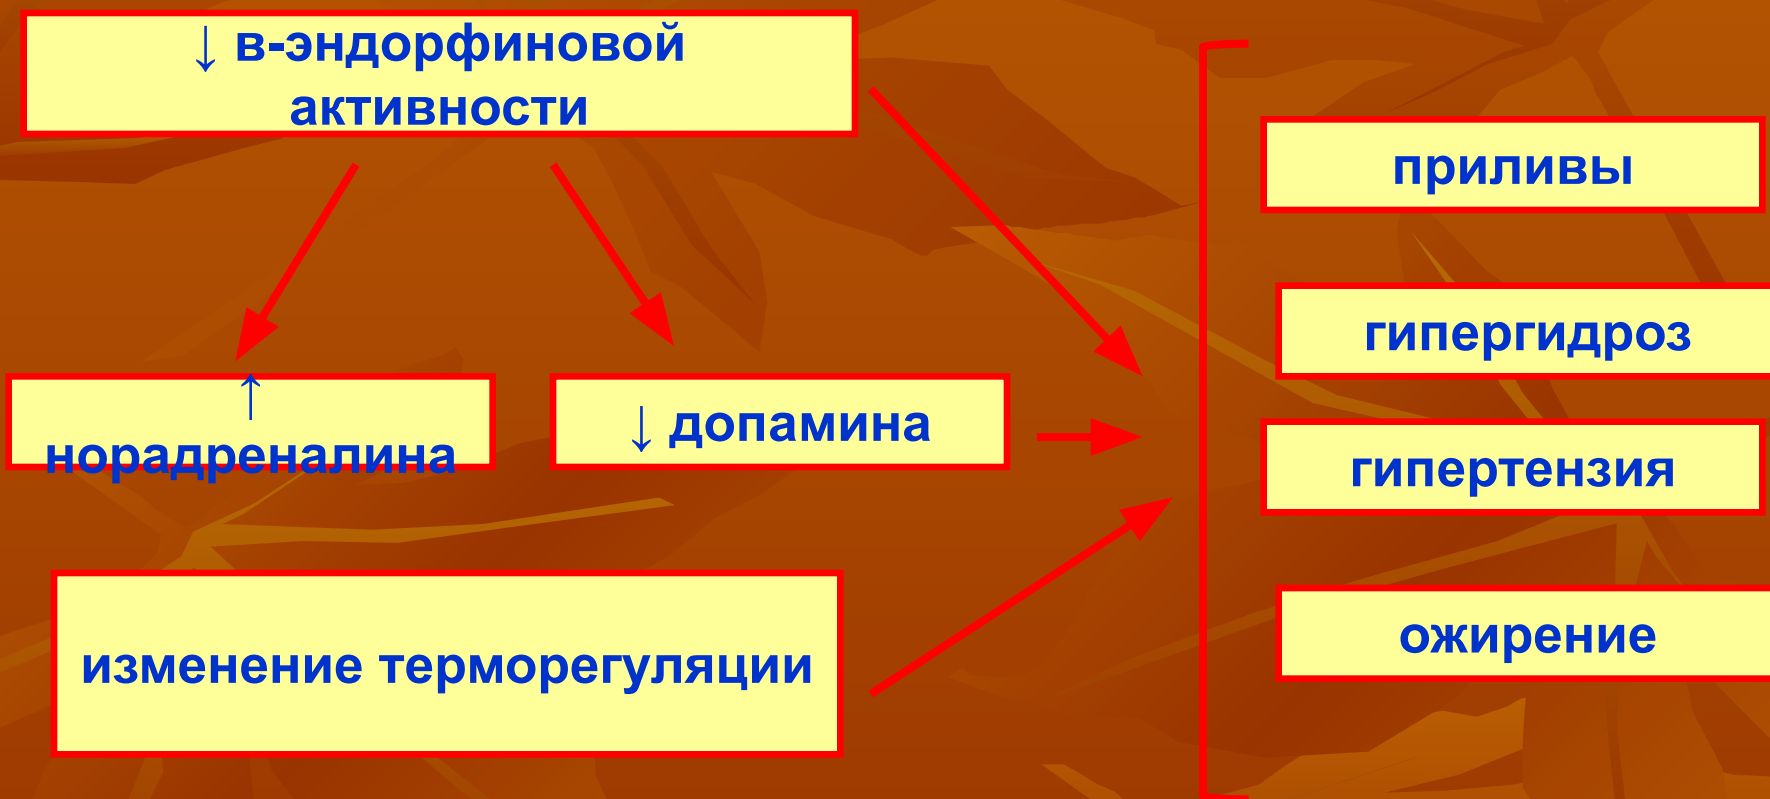 ↓ в-эндорфиновой
активности
приливы
гипергидроз
↑
норадреналина
↓ допамина
гипертензия
изменение терморегуляции
ожирение